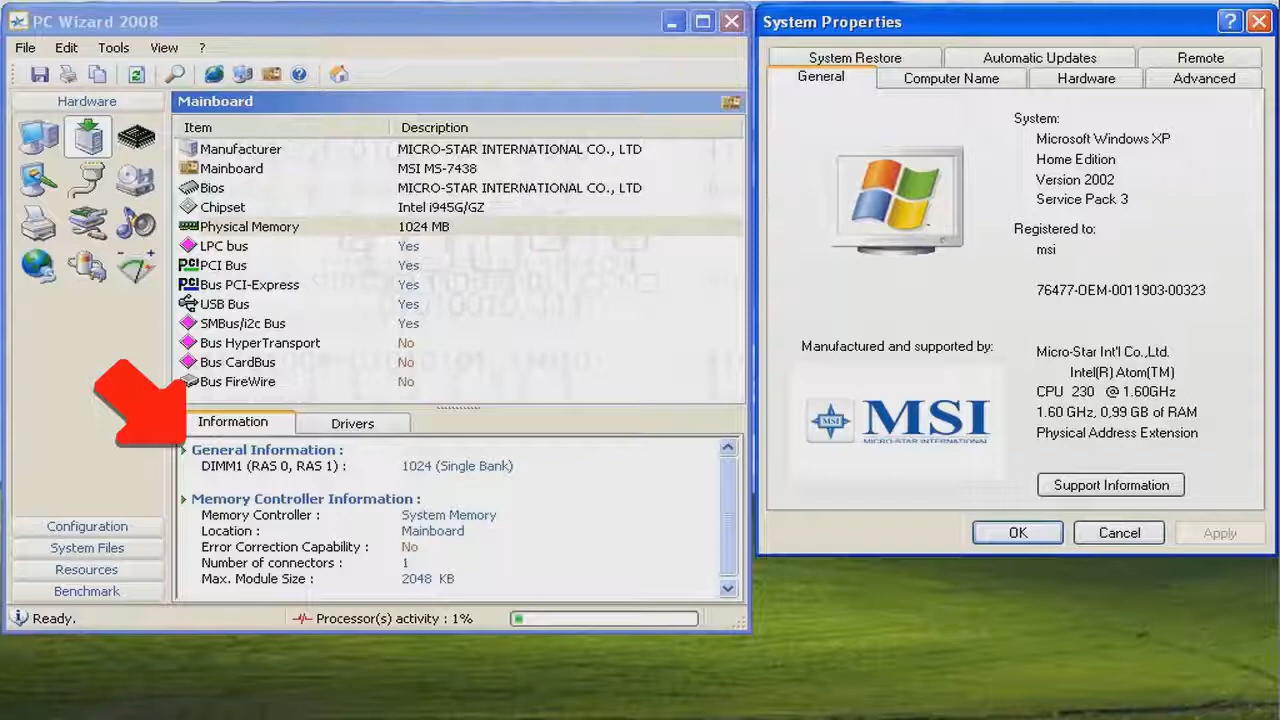 PC Wizard 2008
File Edit Tools View ?
Hardware
Mainboard
Item Description
Manufacturer MICRO-STAR INTERNATIONAL CO., LTD
Mainboard MSI MS-7438
Bios MICRO-STAR INTERNATIONAL CO., LTD
Chipset Intel i945G/GZ
Physical Memory 1024 MB
LPC bus Yes
PCI Bus Yes
Bus PCI-Express Yes
USB Bus Yes
SMBus/i2c Bus Yes
Bus HyperTransport No
Bus CardBus No
Bus FireWire No
Information Drivers
General Information :
DIMM1 (RAS 0, RAS 1) : 1024 (Single Bank)
Memory Controller Information :
Memory Controller : System Memory
Location : Mainboard
Error Correction Capability : No
Number of connectors : 1
Max. Module Size : 2048 KB
Configuration
System Files
Resources
Benchmark
Ready. Processor(s) activity : 1%
System Properties
System Restore Automatic Updates Remote
General Computer Name Hardware Advanced
System:
Microsoft Windows XP
Home Edition
Version 2002
Service Pack 3
Registered to:
msi
76477-OEM-0011903-00323
Manufactured and supported by:
Micro-Star Int'l Co.,Ltd.
Intel(R) Atom(TM)
CPU 230 @ 1.60GHz
1.60 GHz, 0.99 GB of RAM
Physical Address Extension
MSI
MICRO-STAR INTERNATIONAL
Support Information
OK Cancel Apply